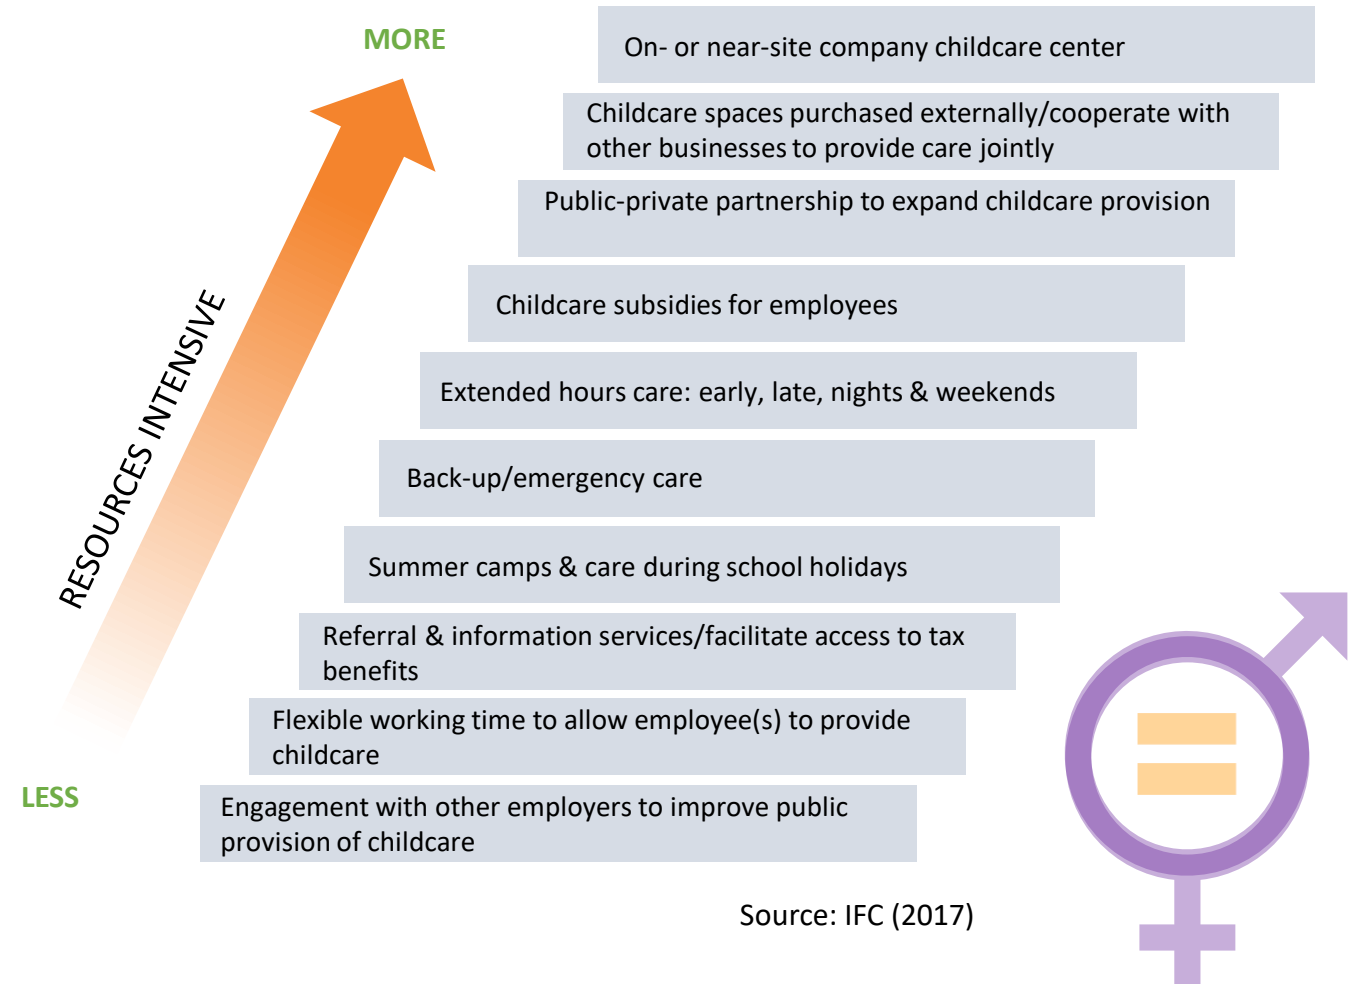 MORE
On- or near-site company childcare center
Childcare spaces purchased externally/cooperate with
other businesses to provide care jointly
Public-private partnership to expand childcare provision
Childcare subsidies for employees
RESOURCES INTENSIVE
Extended hours care: early, late, nights & weekends
Back-up/emergency care
Summer camps & care during school holidays
Referral & information services/facilitate access to tax
benefits
Flexible working time to allow employee(s) to provide
childcare
LESS
Engagement with other employers to improve public
provision of childcare
Source: IFC (2017)